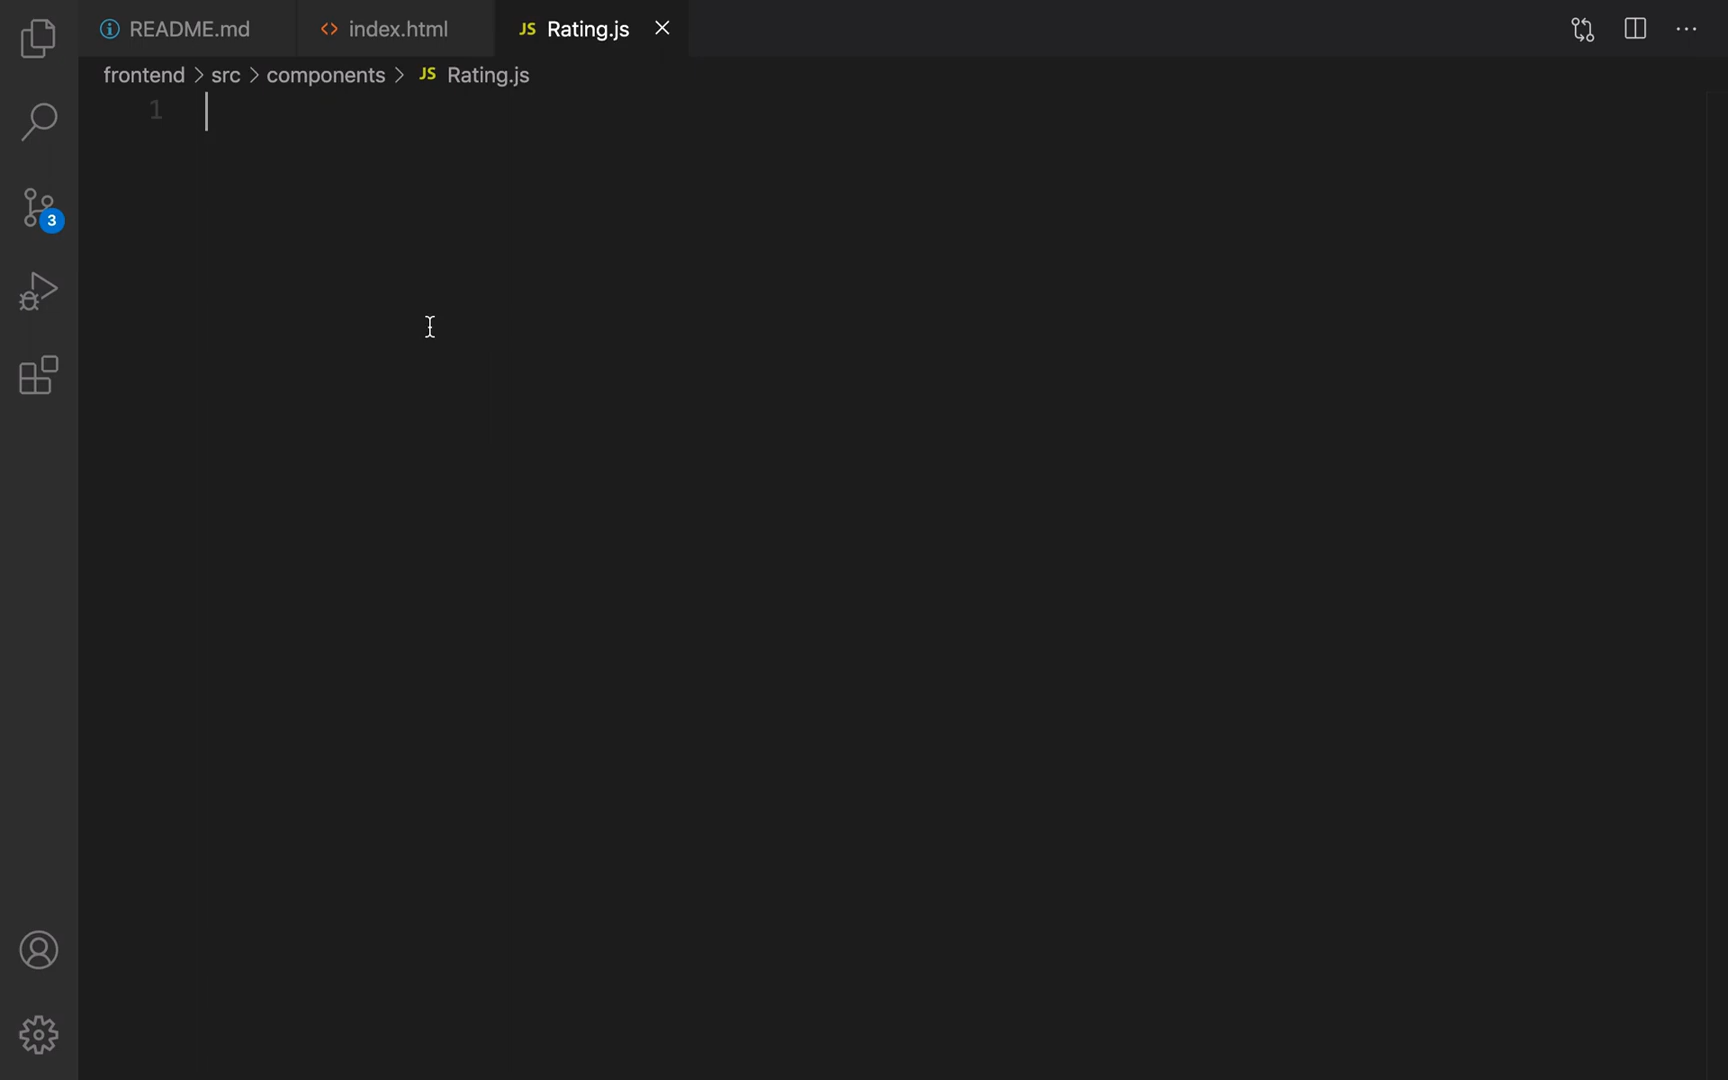 README.md <> index.html JS Rating.js
frontend > src > components > JS Rating.js
1
3